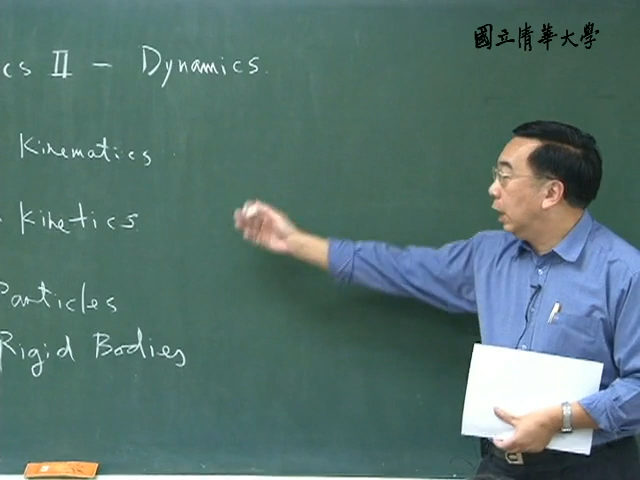 國立清華大學
cs II - Dynamics.
Kinematics
- Kinetics
Particles
Rigid Bodies